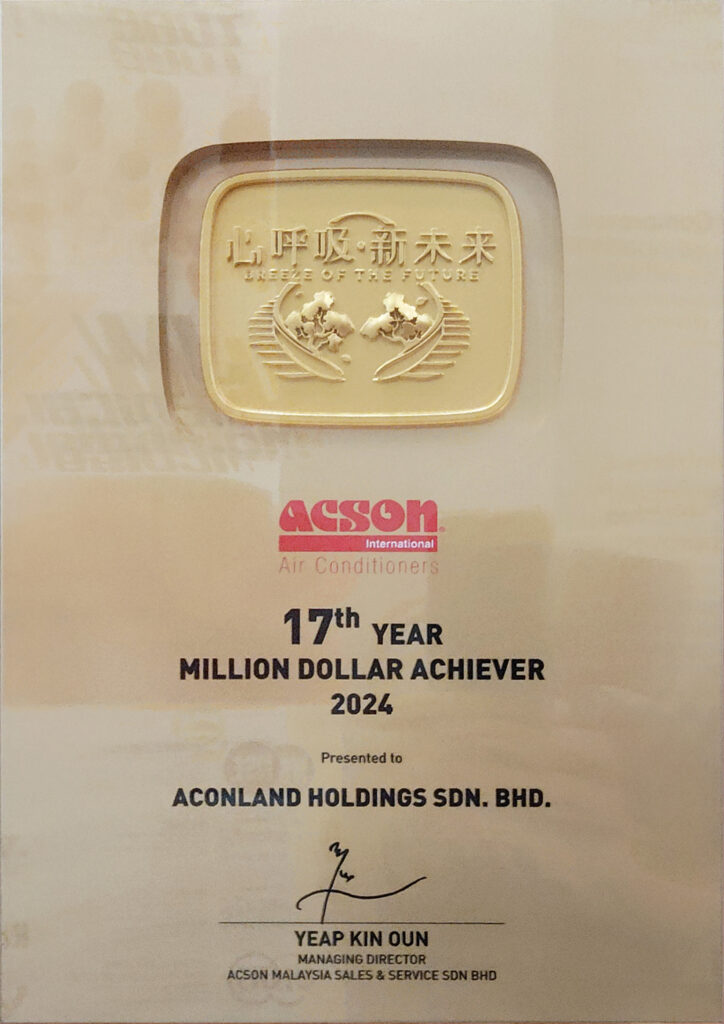 心呼吸·新未来
BREEZE OF THE FUTURE
acson®
International
Air Conditioners
17th YEAR
MILLION DOLLAR ACHIEVER
2024
Presented to
ACONLAND HOLDINGS SDN. BHD.
YEAP KIN OUN
MANAGING DIRECTOR
ACSON MALAYSIA SALES & SERVICE SDN BHD